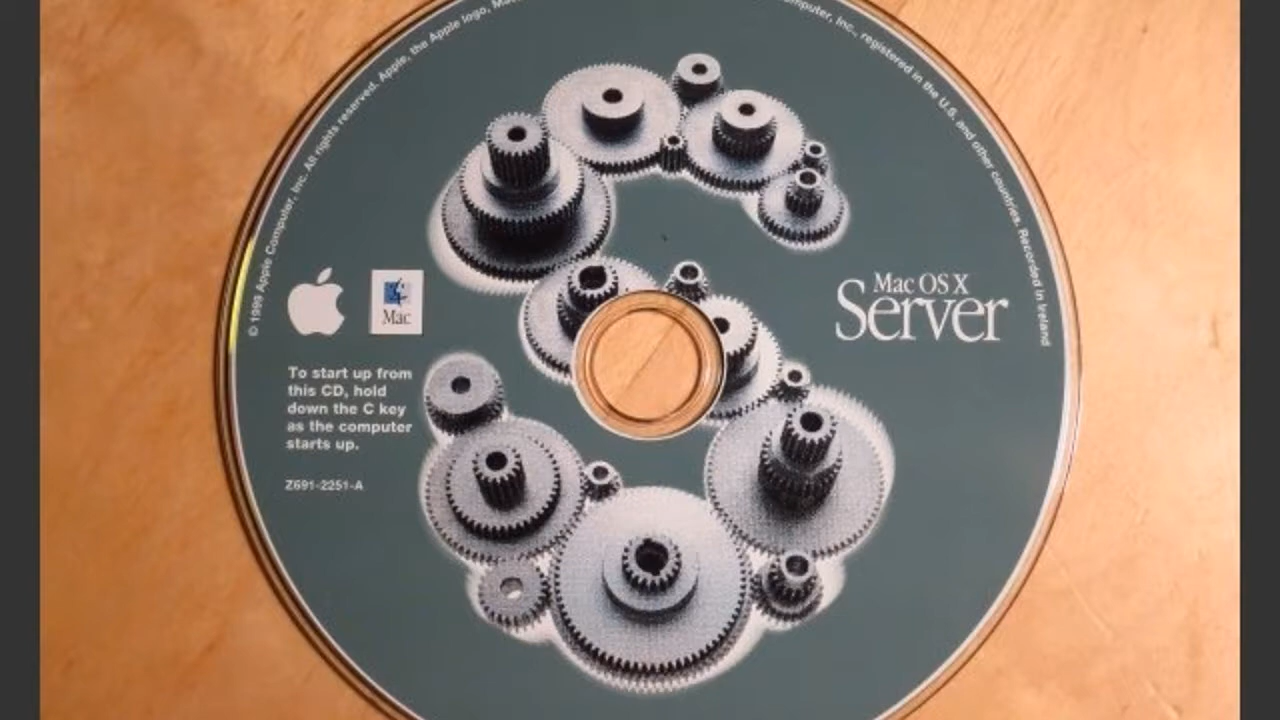 © 1999 Apple Computer, Inc. All rights reserved. Apple, the Apple logo, Mac
mputer, Inc., registered in the U.S. and other countries. Recorded in Ireland
Mac OS X
Server
Mac
To start up from
this CD, hold
down the C key
as the computer
starts up.
Z691-2251-A